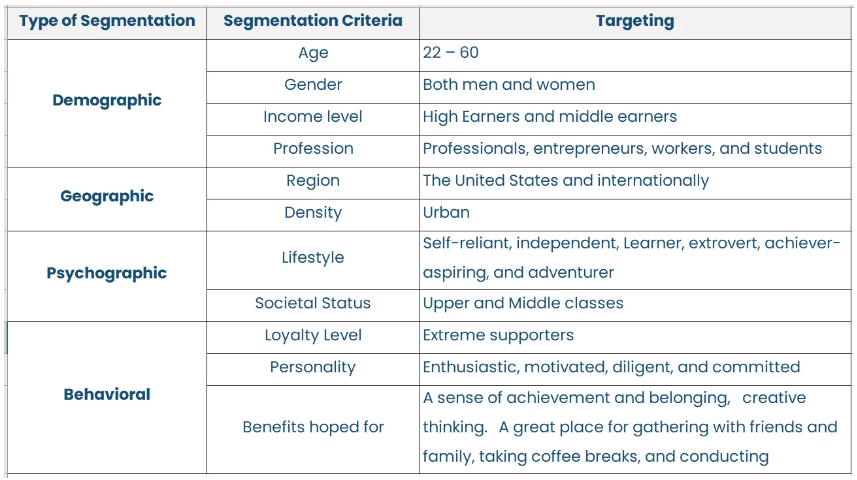 Type of Segmentation Segmentation Criteria Targeting
Demographic
Age 22 – 60
Gender Both men and women
Income level High Earners and middle earners
Profession Professionals, entrepreneurs, workers, and students
Geographic
Region The United States and internationally
Density Urban
Psychographic
Lifestyle Self-reliant, independent, Learner, extrovert, achiever-
aspiring, and adventurer
Societal Status Upper and Middle classes
Behavioral
Loyalty Level Extreme supporters
Personality Enthusiastic, motivated, diligent, and committed
Benefits hoped for A sense of achievement and belonging, creative
thinking. A great place for gathering with friends and
family, taking coffee breaks, and conducting